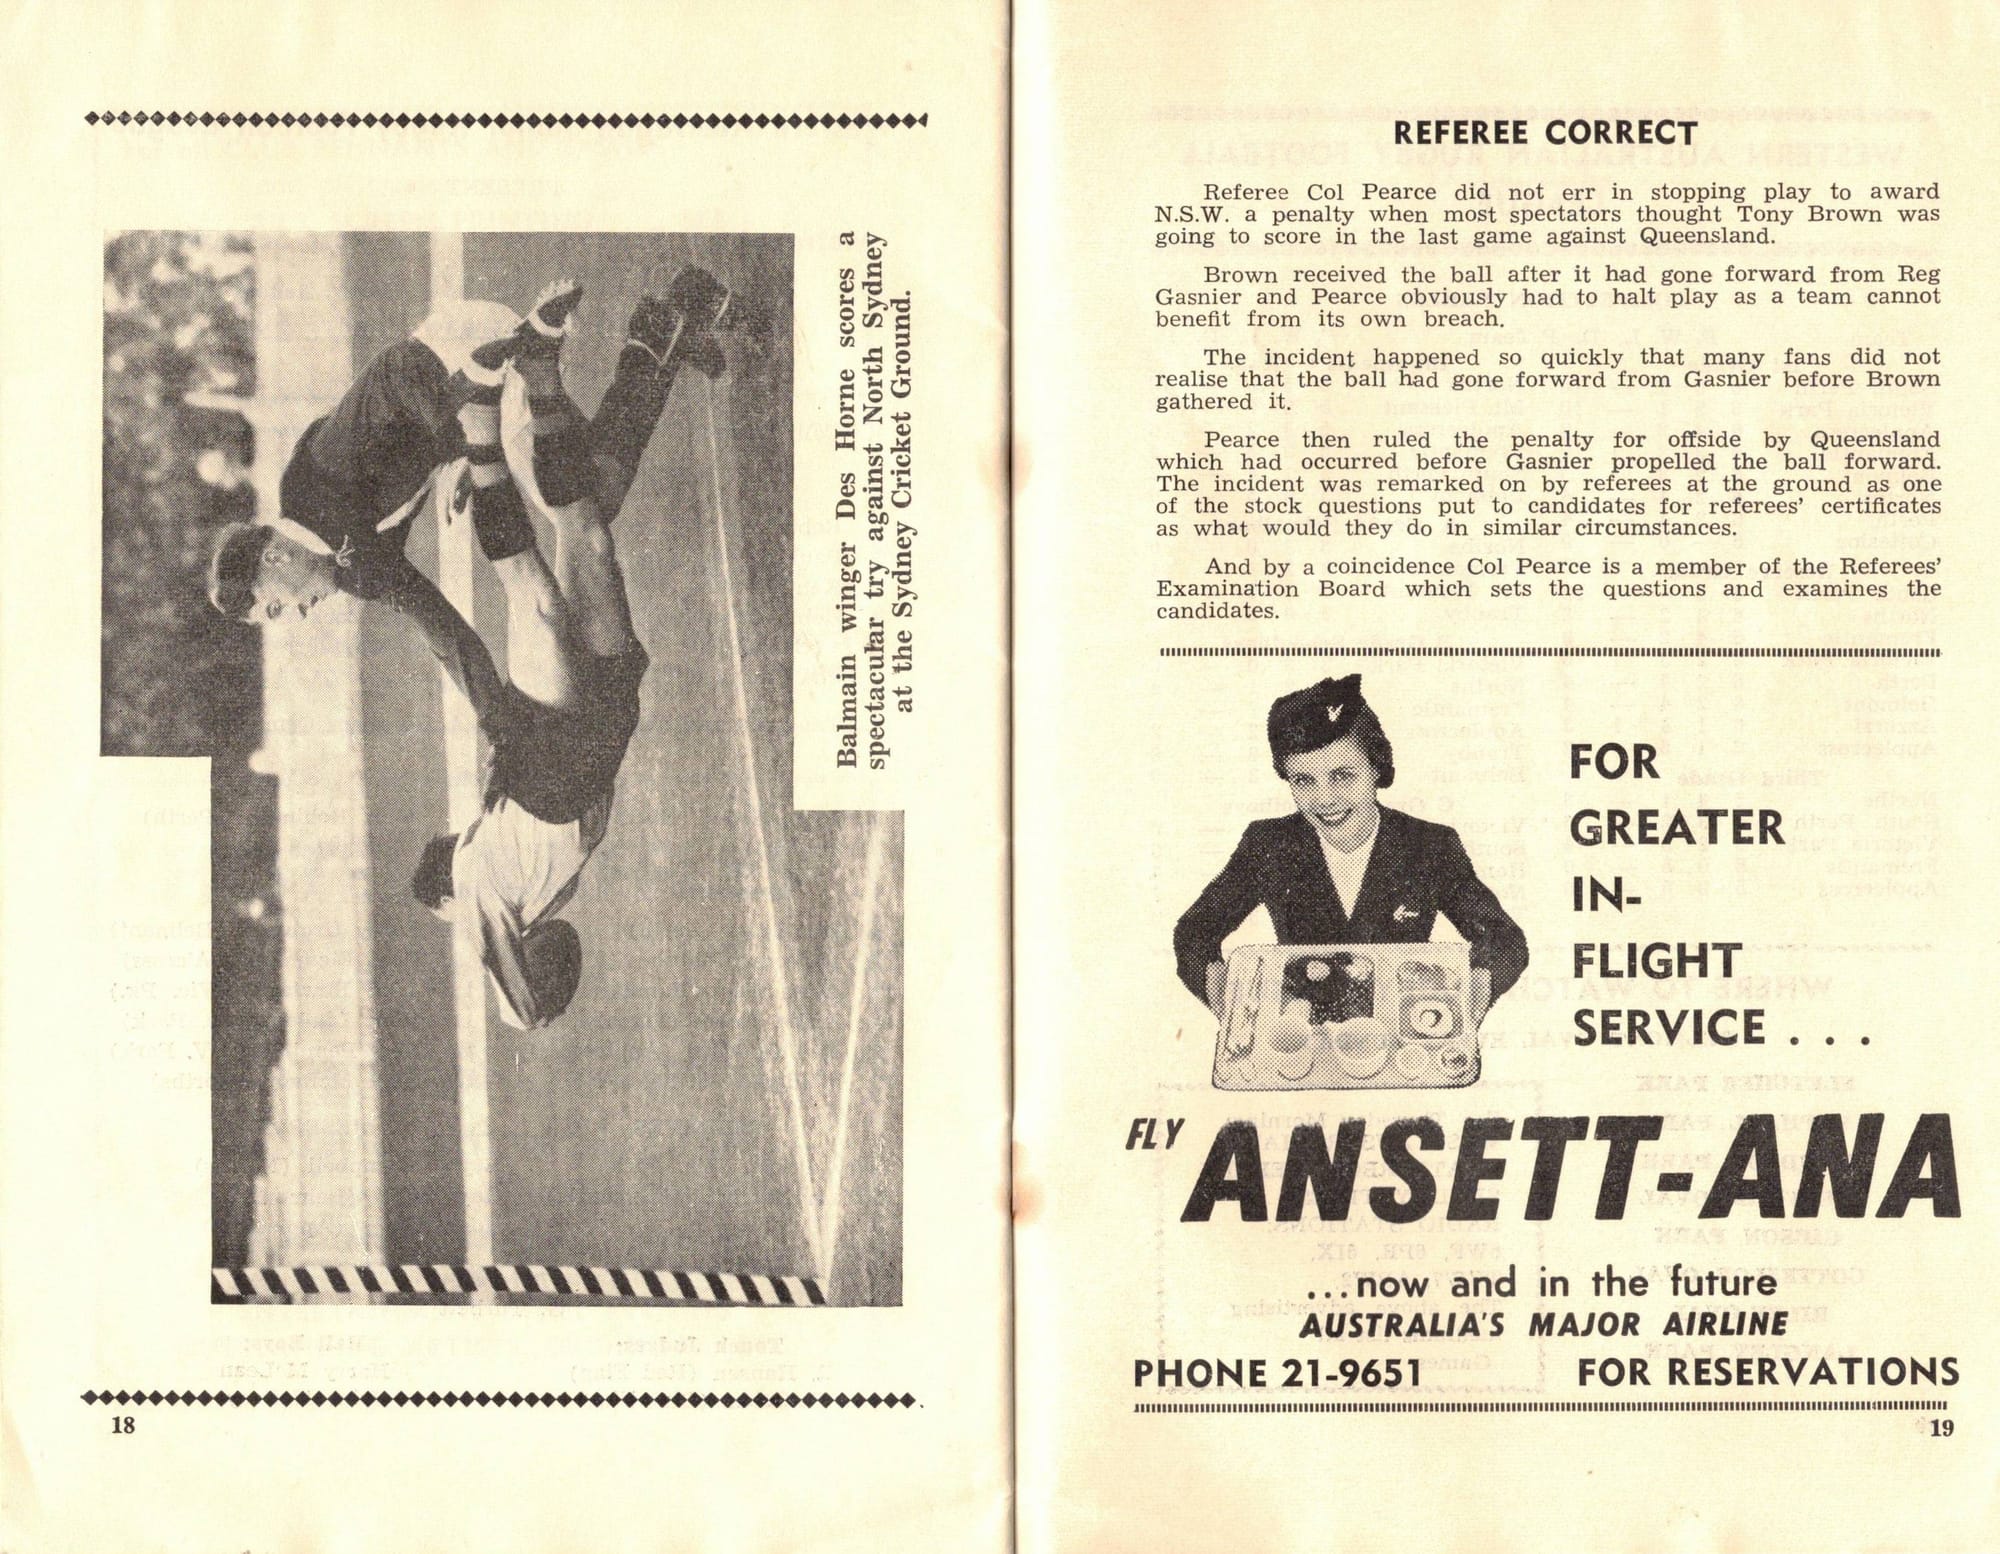 Balmain winger Des Horne scores a
spectacular try against North Sydney
at the Sydney Cricket Ground.
18
REFEREE CORRECT
Referee Col Pearce did not err in stopping play to award
N.S.W. a penalty when most spectators thought Tony Brown was
going to score in the last game against Queensland.
Brown received the ball after it had gone forward from Reg
Gasnier and Pearce obviously had to halt play as a team cannot
benefit from its own breach.
The incident happened so quickly that many fans did not
realise that the ball had gone forward from Gasnier before Brown
gathered it.
Pearce then ruled the penalty for offside by Queensland
which had occurred before Gasnier propelled the ball forward.
The incident was remarked on by referees at the ground as one
of the stock questions put to candidates for referees' certificates
as what would they do in similar circumstances.
And by a coincidence Col Pearce is a member of the Referees'
Examination Board which sets the questions and examines the
candidates.
FOR
GREATER
IN-
FLIGHT
SERVICE . . .
FLY ANSETT-ANA
...now and in the future
AUSTRALIA'S MAJOR AIRLINE
PHONE 21-9651 FOR RESERVATIONS
19